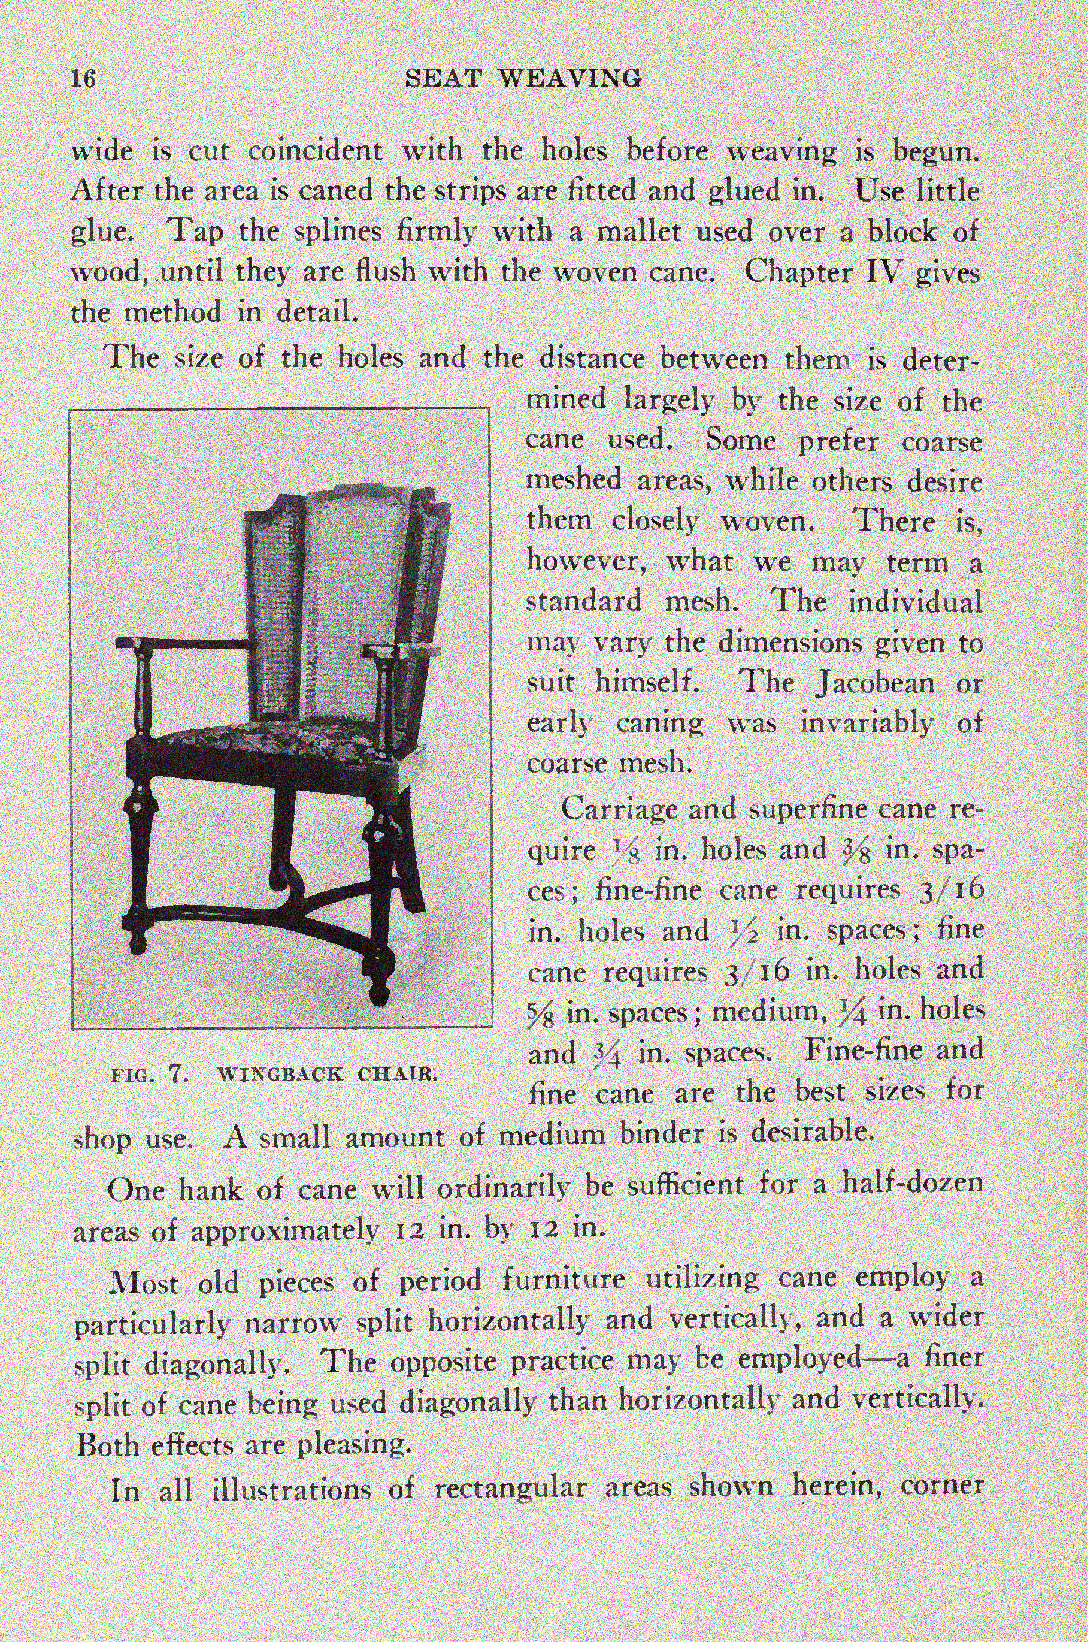 16 SEAT WEAVING
wide is cut coincident with the holes before weaving is begun.
After the area is caned the strips are fitted and glued in. Use little
glue. Tap the splines firmly with a mallet used over a block of
wood, until they are flush with the woven cane. Chapter IV gives
the method in detail.
The size of the holes and the distance between them is deter-
mined largely by the size of the
cane used. Some prefer coarse
meshed areas, while others desire
them closely woven. There is,
however, what we may term a
standard mesh. The individual
may vary the dimensions given to
suit himself. The Jacobean or
early caning was invariably of
coarse mesh.
Carriage and superfine cane re-
quire ⅛ in. holes and ⅜ in. spa-
ces; fine-fine cane requires 3/16
in. holes and ½ in. spaces; fine
cane requires 3/16 in. holes and
⅝ in. spaces; medium, ¼ in. holes
and ¾ in. spaces. Fine-fine and
fine cane are the best sizes for
FIG. 7. WINGBACK CHAIR.
shop use. A small amount of medium binder is desirable.
One hank of cane will ordinarily be sufficient for a half-dozen
areas of approximately 12 in. by 12 in.
Most old pieces of period furniture utilizing cane employ a
particularly narrow split horizontally and vertically, and a wider
split diagonally. The opposite practice may be employed—a finer
split of cane being used diagonally than horizontally and vertically.
Both effects are pleasing.
In all illustrations of rectangular areas shown herein, corner